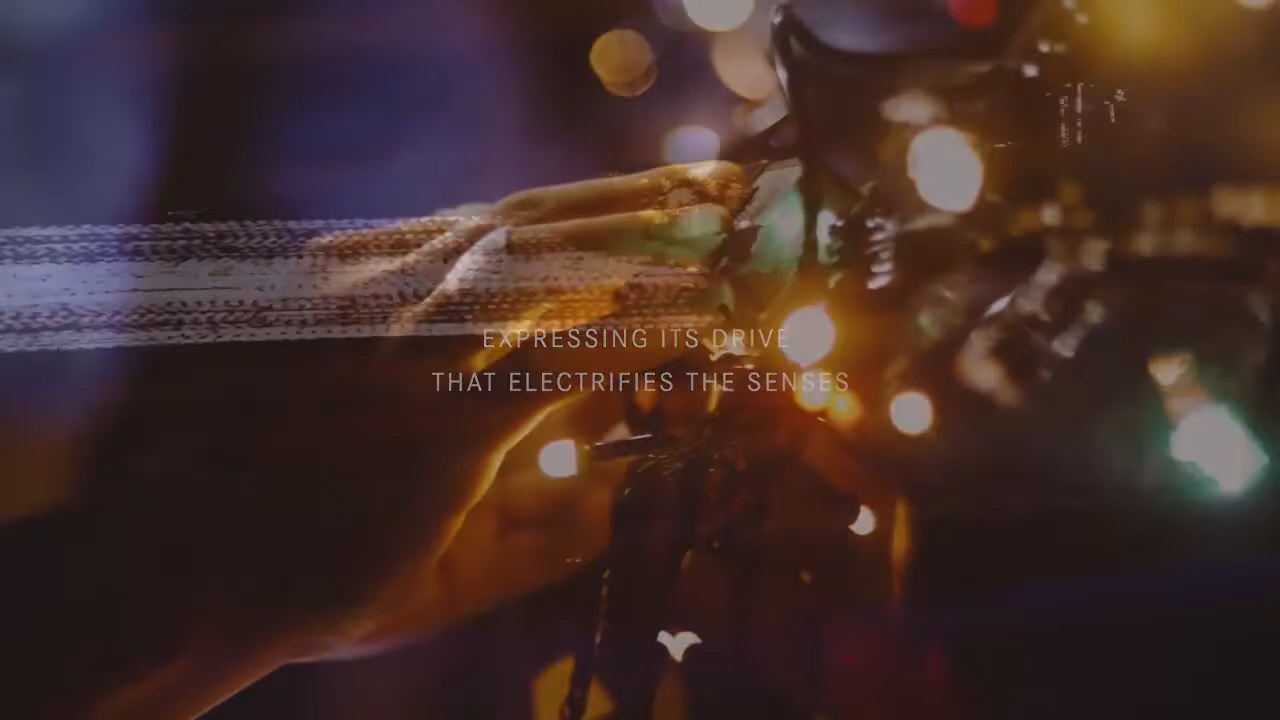 EXPRESSING ITS DRIVE
THAT ELECTRIFIES THE SENSES